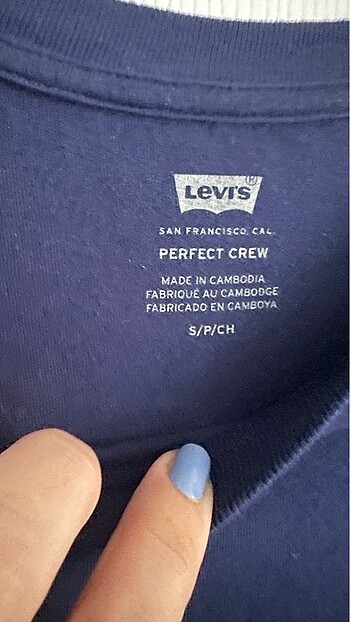 LEVI'S®
SAN FRANCISCO, CAL.
PERFECT CREW
MADE IN CAMBODIA
FABRIQUÉ AU CAMBODGE
FABRICADO EN CAMBOYA
S/P/CH